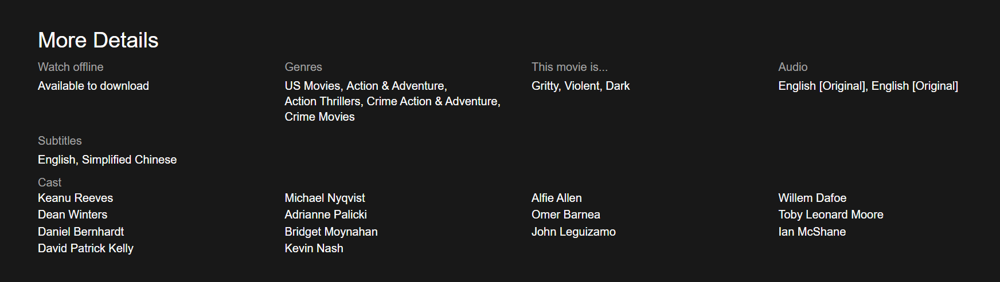 More Details
Watch offline
Available to download
Genres
US Movies, Action & Adventure,
Action Thrillers, Crime Action & Adventure,
Crime Movies
This movie is...
Gritty, Violent, Dark
Audio
English [Original], English [Original]
Subtitles
English, Simplified Chinese
Cast
Keanu Reeves
Michael Nyqvist
Alfie Allen
Willem Dafoe
Dean Winters
Adrianne Palicki
Omer Barnea
Toby Leonard Moore
Daniel Bernhardt
Bridget Moynahan
John Leguizamo
Ian McShane
David Patrick Kelly
Kevin Nash